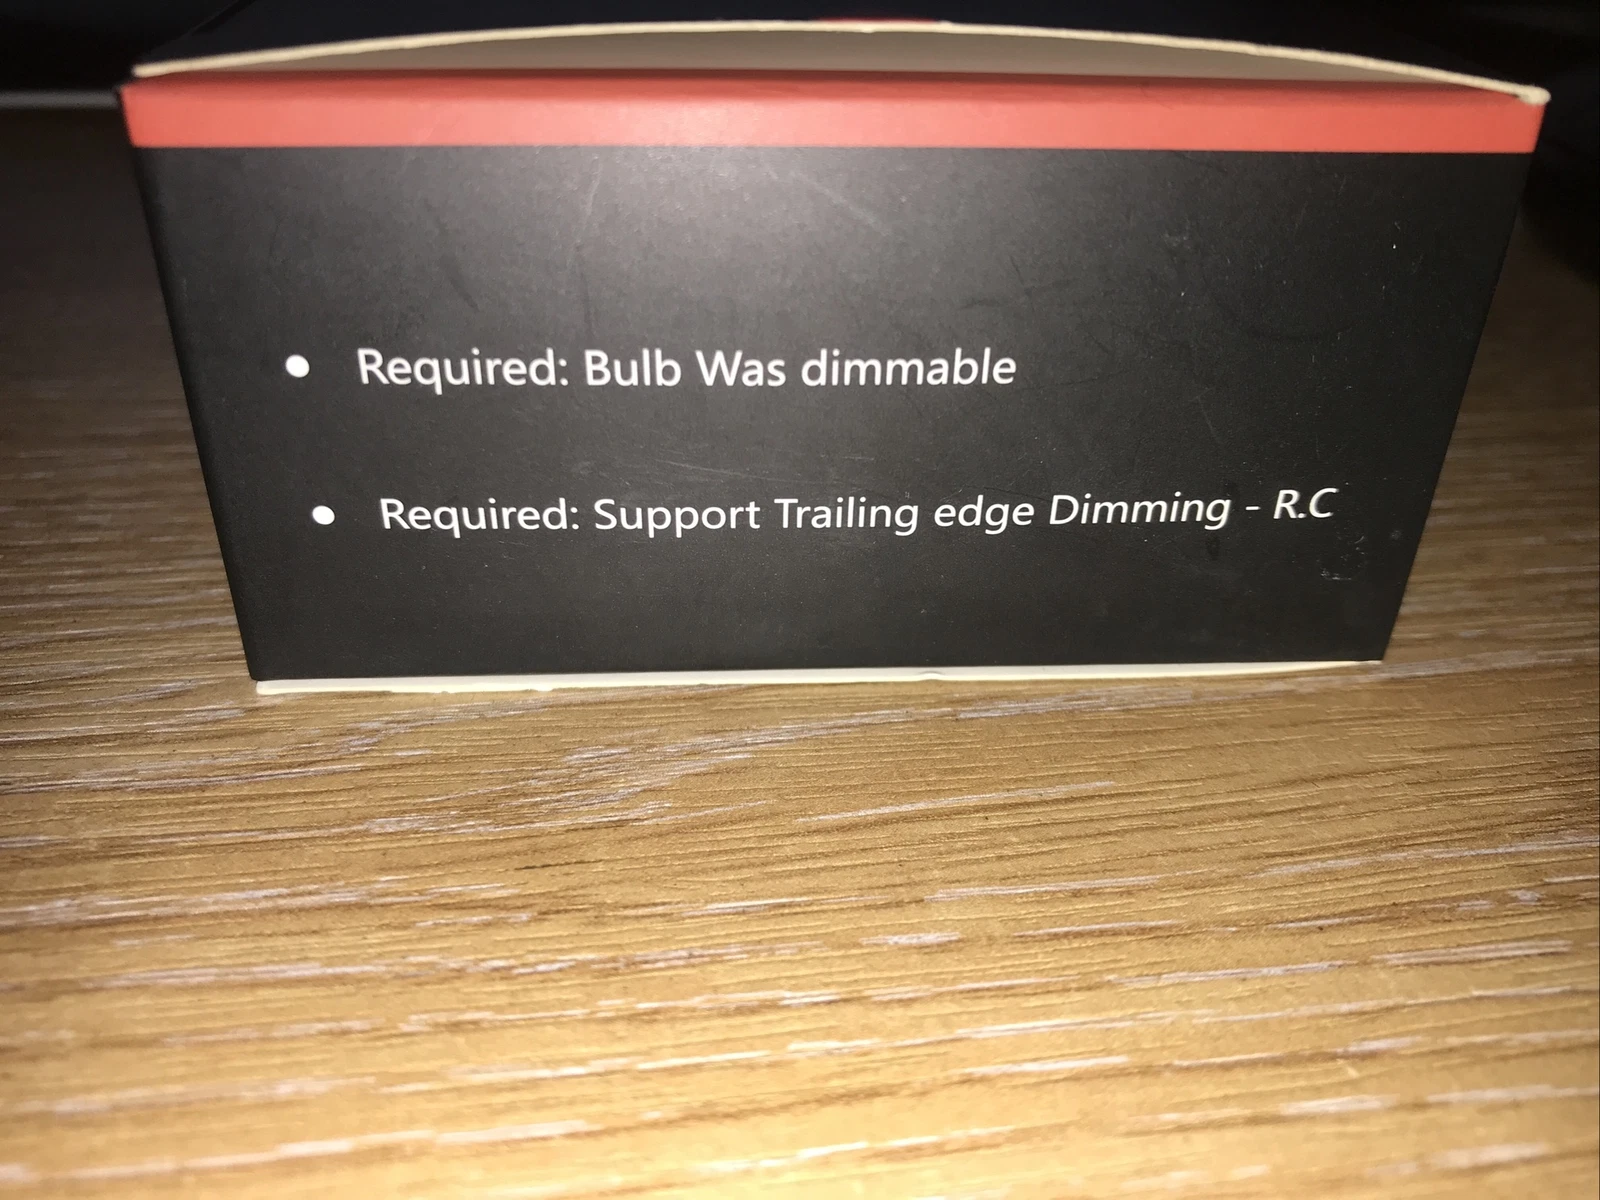 • Required: Bulb Was dimmable
• Required: Support Trailing edge Dimming - R.C